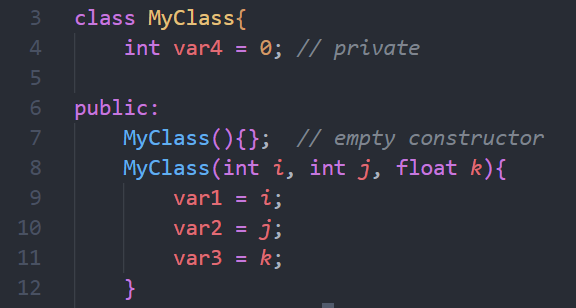 3 class MyClass{
4     int var4 = 0; // private
5
6 public:
7     MyClass(){};  // empty constructor
8     MyClass(int i, int j, float k){
9         var1 = i;
10         var2 = j;
11         var3 = k;
12     }